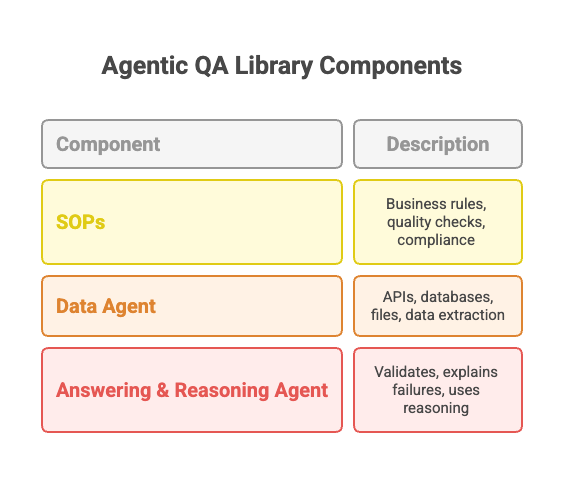 Agentic QA Library Components
Component
Description
SOPs
Business rules,
quality checks,
compliance
Data Agent
APIs, databases,
files, data extraction
Answering & Reasoning Agent
Validates, explains
failures, uses
reasoning